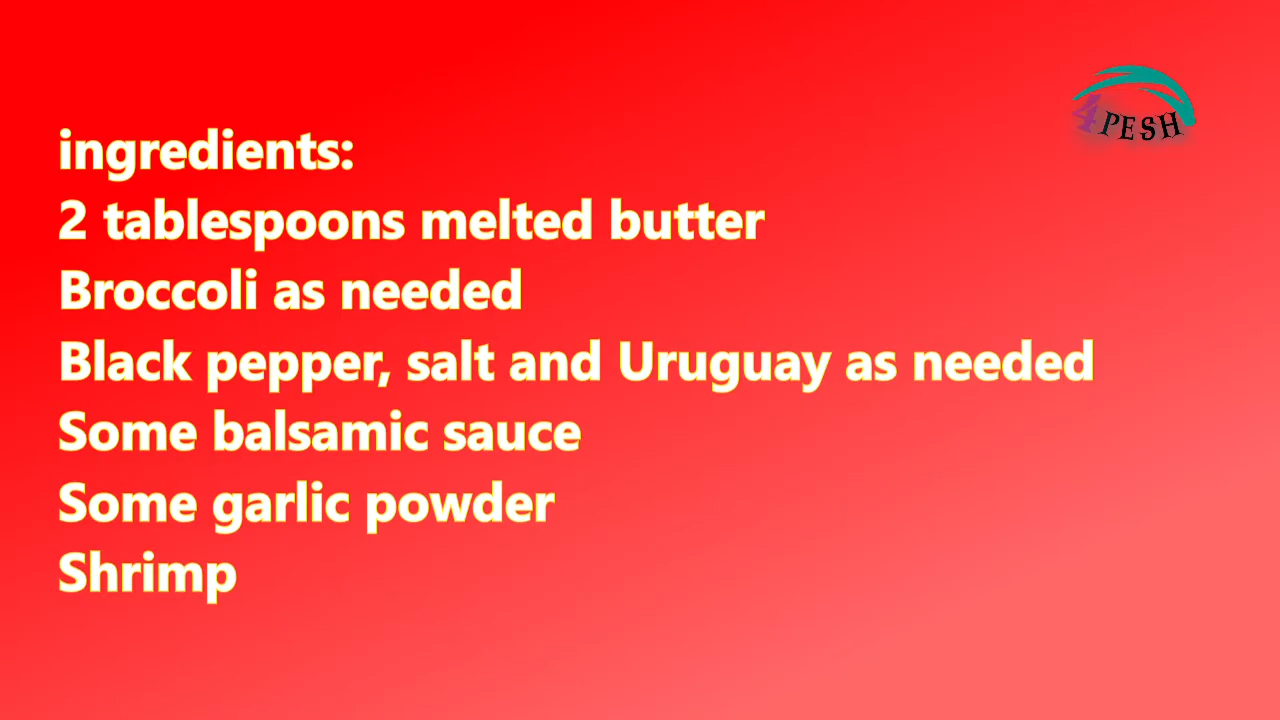 4PESH
ingredients:
2 tablespoons melted butter
Broccoli as needed
Black pepper, salt and Uruguay as needed
Some balsamic sauce
Some garlic powder
Shrimp